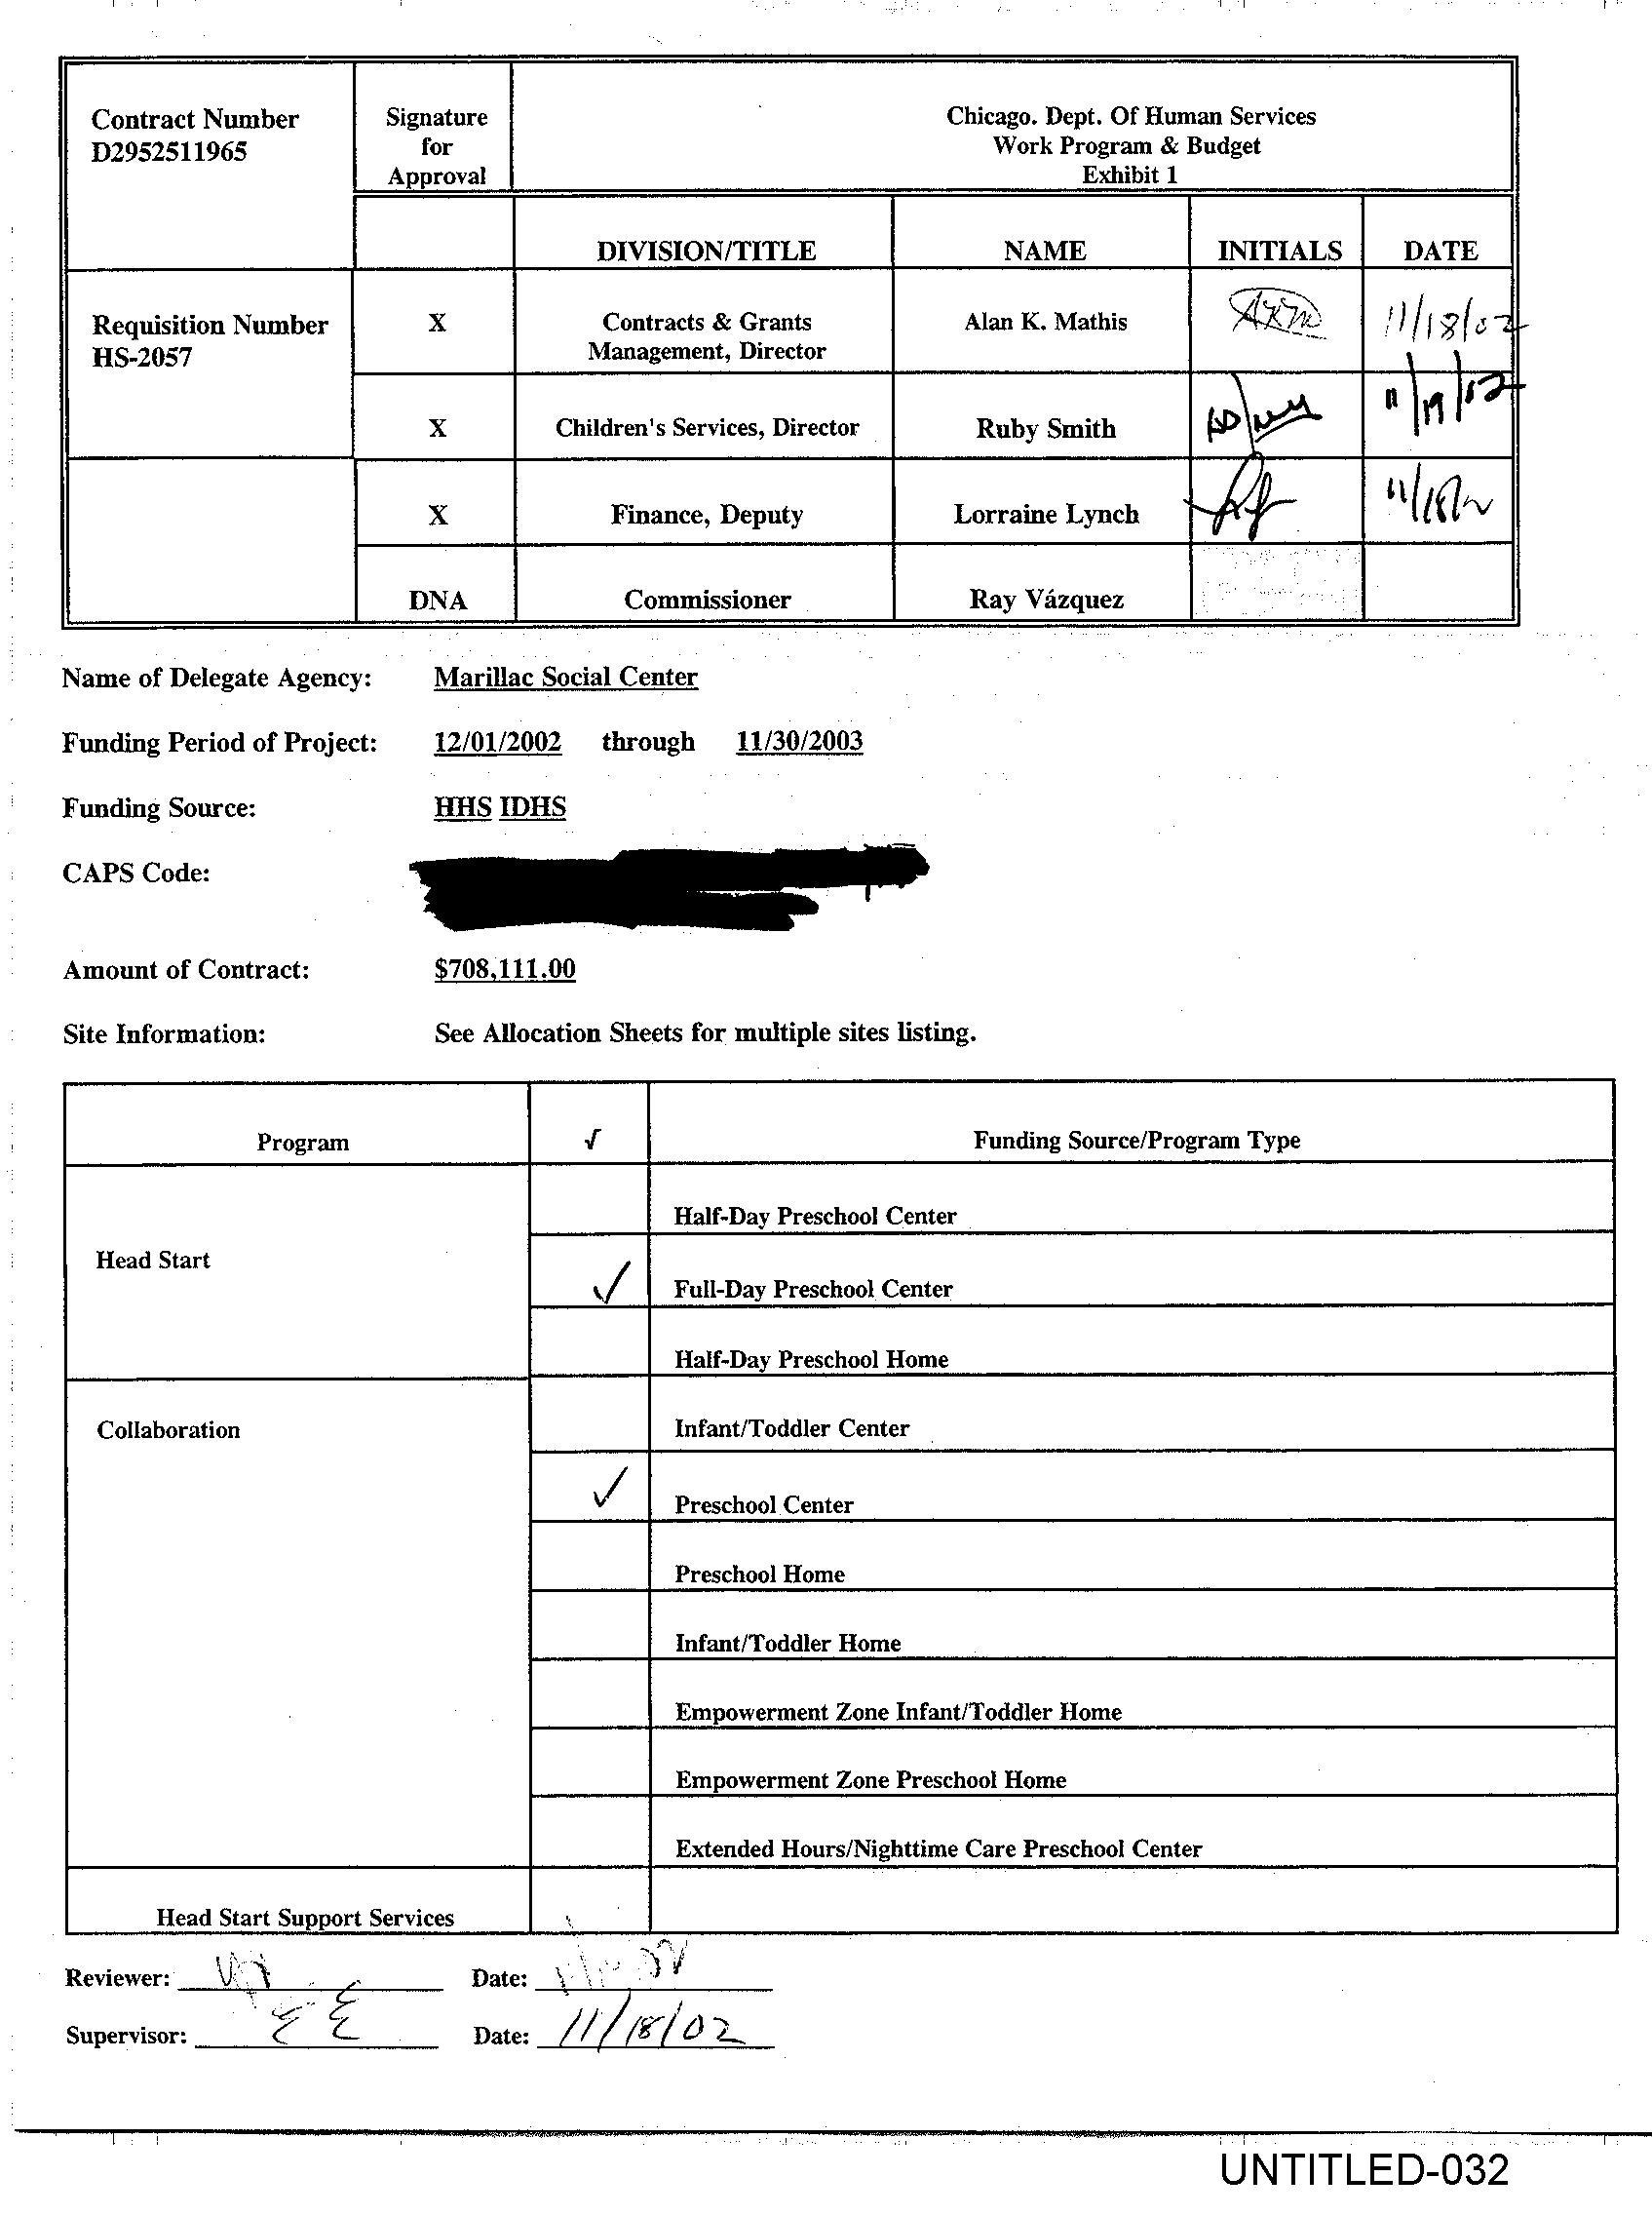 Contract Number
D2952511965
Signature
for
Approval
Chicago. Dept. Of Human Services
Work Program & Budget
Exhibit 1
DIVISION/TITLE NAME INITIALS DATE
Requisition Number
HS-2057
X Contracts & Grants Management, Director Alan K. Mathis AKM 11/18/02
X Children's Services, Director Ruby Smith 11/19/02
X Finance, Deputy Lorraine Lynch 11/18/02
DNA Commissioner Ray Vázquez
Name of Delegate Agency: Marillac Social Center
Funding Period of Project: 12/01/2002 through 11/30/2003
Funding Source: HHS IDHS
CAPS Code:
Amount of Contract: $708,111.00
Site Information: See Allocation Sheets for multiple sites listing.
Program √ Funding Source/Program Type
Half-Day Preschool Center
Head Start
✓ Full-Day Preschool Center
Half-Day Preschool Home
Collaboration Infant/Toddler Center
✓ Preschool Center
Preschool Home
Infant/Toddler Home
Empowerment Zone Infant/Toddler Home
Empowerment Zone Preschool Home
Extended Hours/Nighttime Care Preschool Center
Head Start Support Services
Reviewer: Date:
Supervisor: Date: 11/18/02
UNTITLED-032